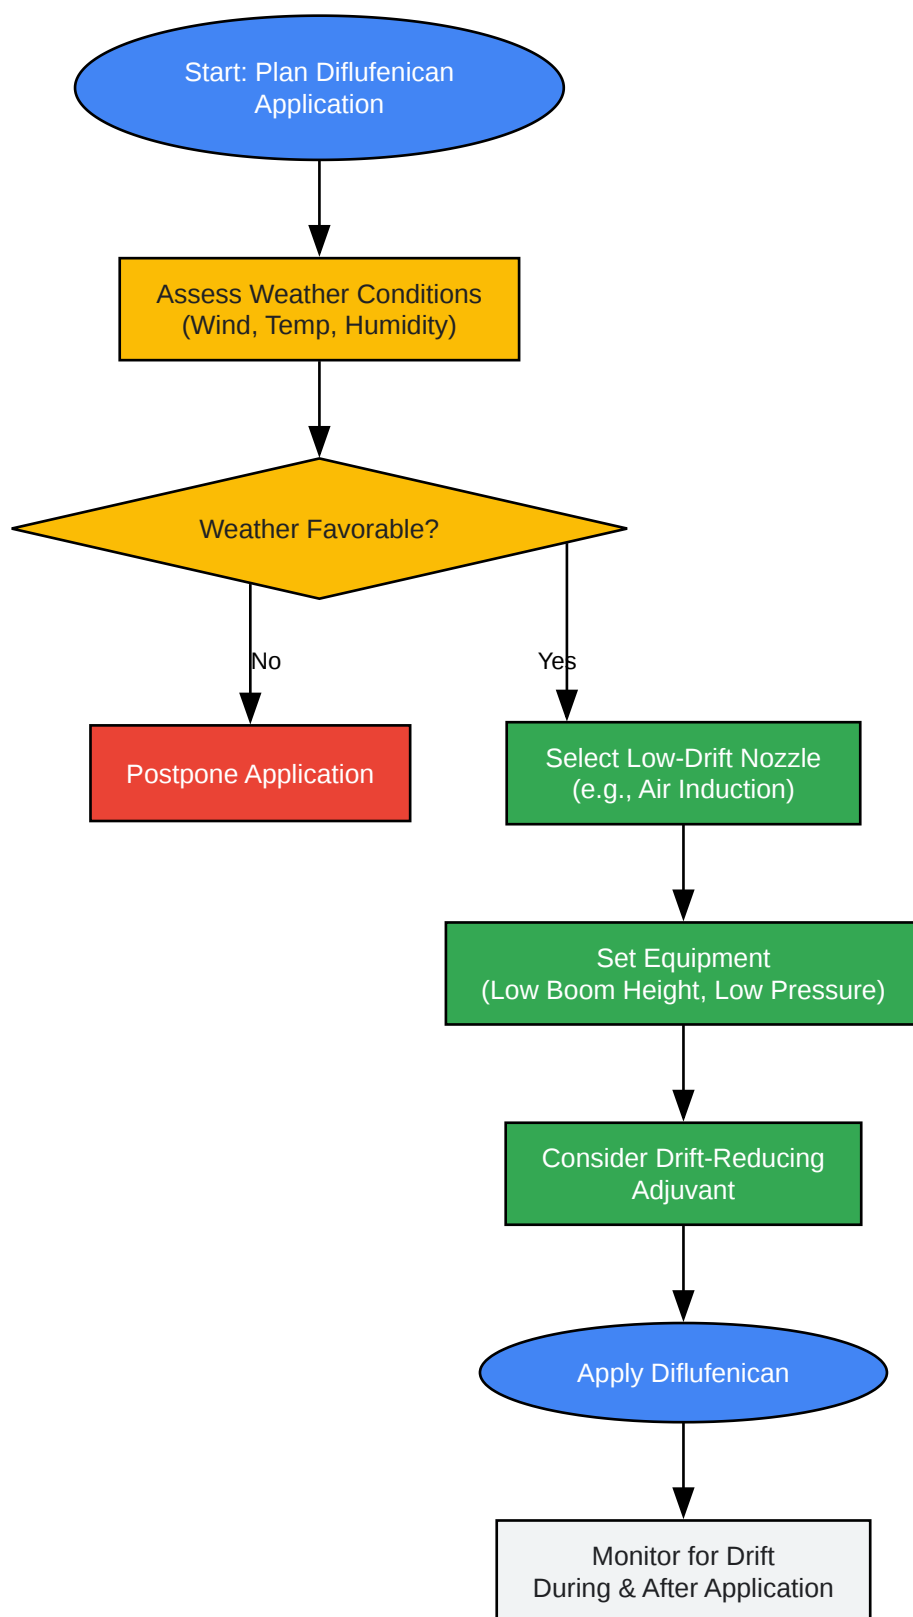 Start: Plan Diflufenican
Application
Assess Weather Conditions
(Wind, Temp, Humidity)
Weather Favorable?
No
Yes
Postpone Application
Select Low-Drift Nozzle
(e.g., Air Induction)
Set Equipment
(Low Boom Height, Low Pressure)
Consider Drift-Reducing
Adjuvant
Apply Diflufenican
Monitor for Drift
During & After Application